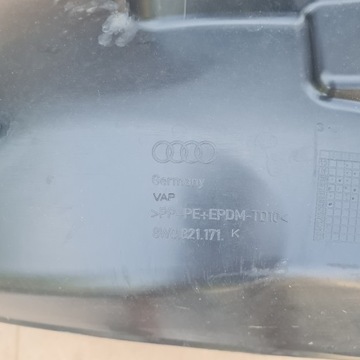 Germany
VAP
>PP+PE+EPDM-TD10<
8W0.821.171. K